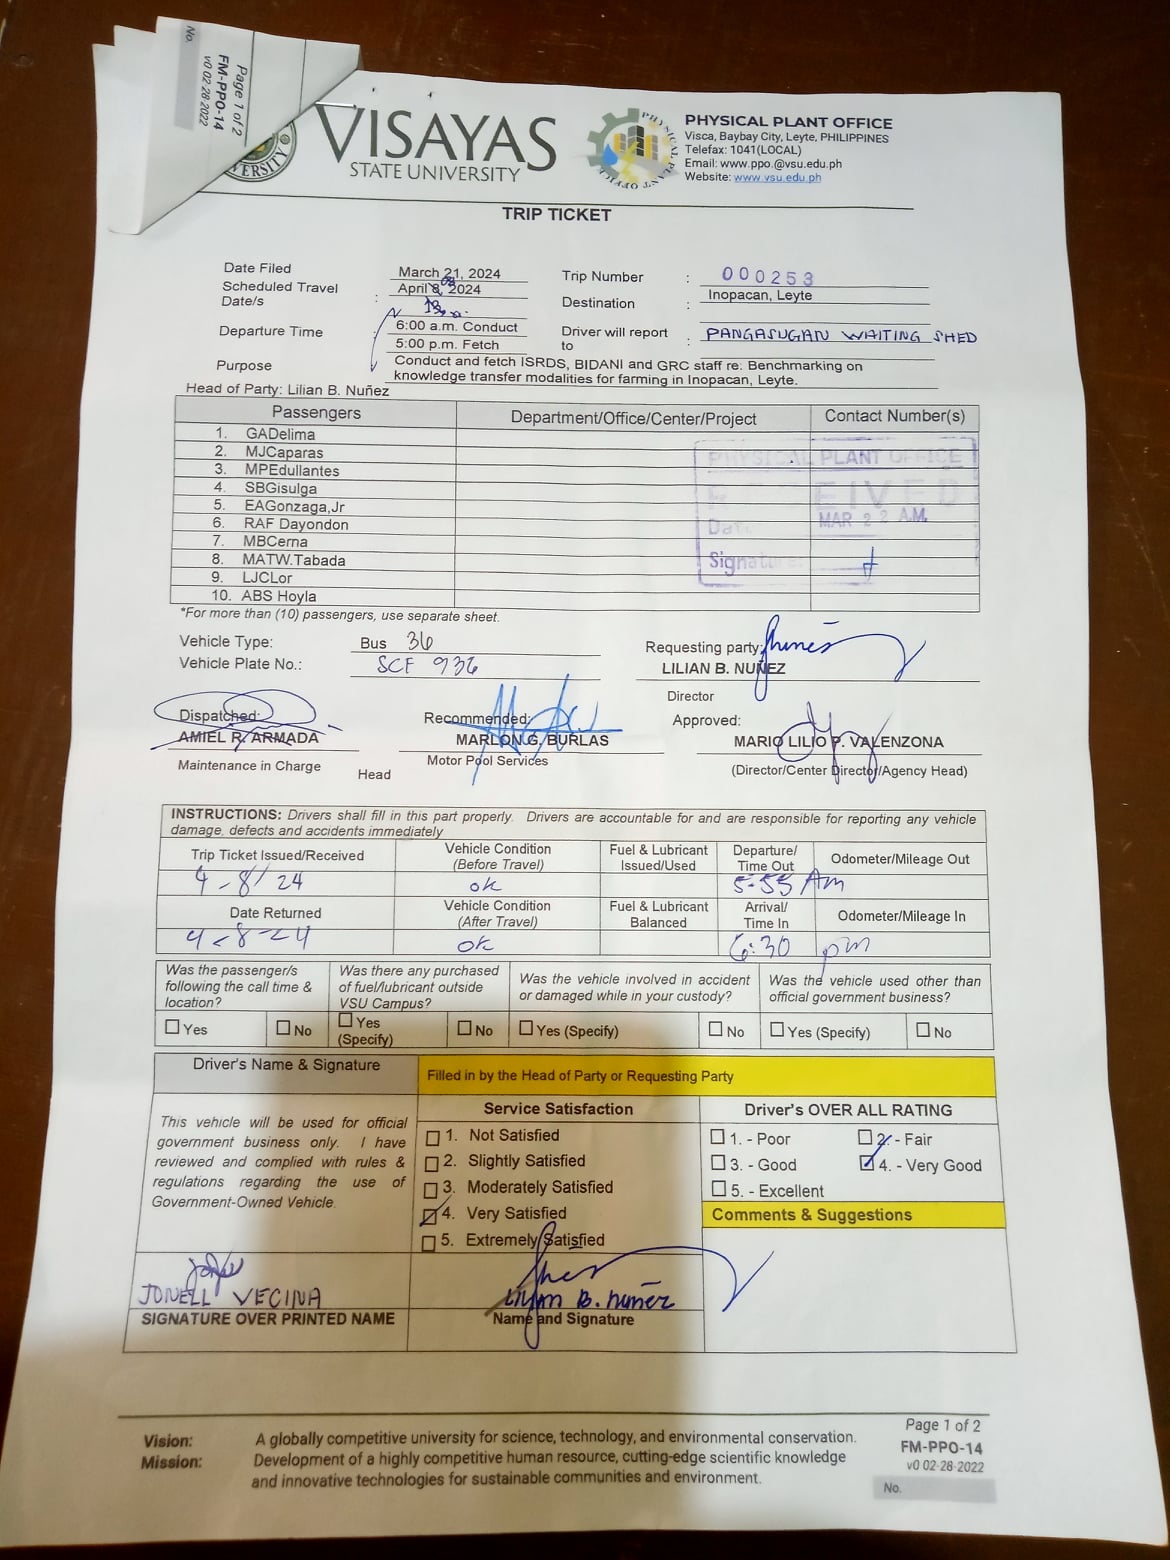 No.
Page 1 of 2
FM-PPO-14
v0 02-28-2022
ERSITY
VISAYAS
STATE UNIVERSITY
PHYSICAL PLANT OFFICE
PHYSICAL PLANT OFFICE
Visca, Baybay City, Leyte, PHILIPPINES
Telefax: 1041(LOCAL)
Email: www.ppo.@vsu.edu.ph
Website: www.vsu.edu.ph
TRIP TICKET
Date Filed March 21, 2024 Trip Number : 000253
Scheduled Travel Date/s : April 8, 2024 Destination : Inopacan, Leyte
Departure Time 6:00 a.m. Conduct Driver will report to : PANGASUGAN WAITING SHED
5:00 p.m. Fetch
Purpose Conduct and fetch ISRDS, BIDANI and GRC staff re: Benchmarking on
knowledge transfer modalities for farming in Inopacan, Leyte.
Head of Party: Lilian B. Nuñez
Passengers Department/Office/Center/Project Contact Number(s)
1. GADelima
2. MJCaparas
3. MPEdullantes
4. SBGisulga
5. EAGonzaga,Jr
6. RAF Dayondon
7. MBCerna
8. MATW.Tabada
9. LJCLor
10. ABS Hoyla
PHYSICAL PLANT OFFICE
RECEIVED
Date MAR 22 A.M.
Signature:
*For more than (10) passengers, use separate sheet.
Vehicle Type: Bus 36 Requesting party:
Vehicle Plate No.: SCF 936 LILIAN B. NUÑEZ
Director
Dispatched: Recommended: Approved:
AMIEL R. ARMADA MARLON G. BURLAS MARIO LILIO P. VALENZONA
Maintenance in Charge Head Motor Pool Services (Director/Center Director/Agency Head)
INSTRUCTIONS: Drivers shall fill in this part properly. Drivers are accountable for and are responsible for reporting any vehicle
damage, defects and accidents immediately
Trip Ticket Issued/Received Vehicle Condition (Before Travel) Fuel & Lubricant Issued/Used Departure/ Time Out Odometer/Mileage Out
4-8/24 ok 5-55 Am
Date Returned Vehicle Condition (After Travel) Fuel & Lubricant Balanced Arrival/ Time In Odometer/Mileage In
4-8-24 ok 6:30 pm
Was the passenger/s following the call time & location? Was there any purchased of fuel/lubricant outside VSU Campus? Was the vehicle involved in accident or damaged while in your custody? Was the vehicle used other than official government business?
Yes No Yes (Specify) No Yes (Specify) No Yes (Specify) No
Driver's Name & Signature Filled in by the Head of Party or Requesting Party
This vehicle will be used for official
government business only. I have
reviewed and complied with rules &
regulations regarding the use of
Government-Owned Vehicle.
Service Satisfaction
1. Not Satisfied
2. Slightly Satisfied
3. Moderately Satisfied
4. Very Satisfied
5. Extremely Satisfied
Driver's OVER ALL RATING
1. - Poor 2. - Fair
3. - Good 4. - Very Good
5. - Excellent
Comments & Suggestions
JONELL VECINA Lilian B. Nuñez
SIGNATURE OVER PRINTED NAME Name and Signature
Vision: A globally competitive university for science, technology, and environmental conservation.
Mission: Development of a highly competitive human resource, cutting-edge scientific knowledge
and innovative technologies for sustainable communities and environment.
Page 1 of 2
FM-PPO-14
v0 02-28-2022
No.